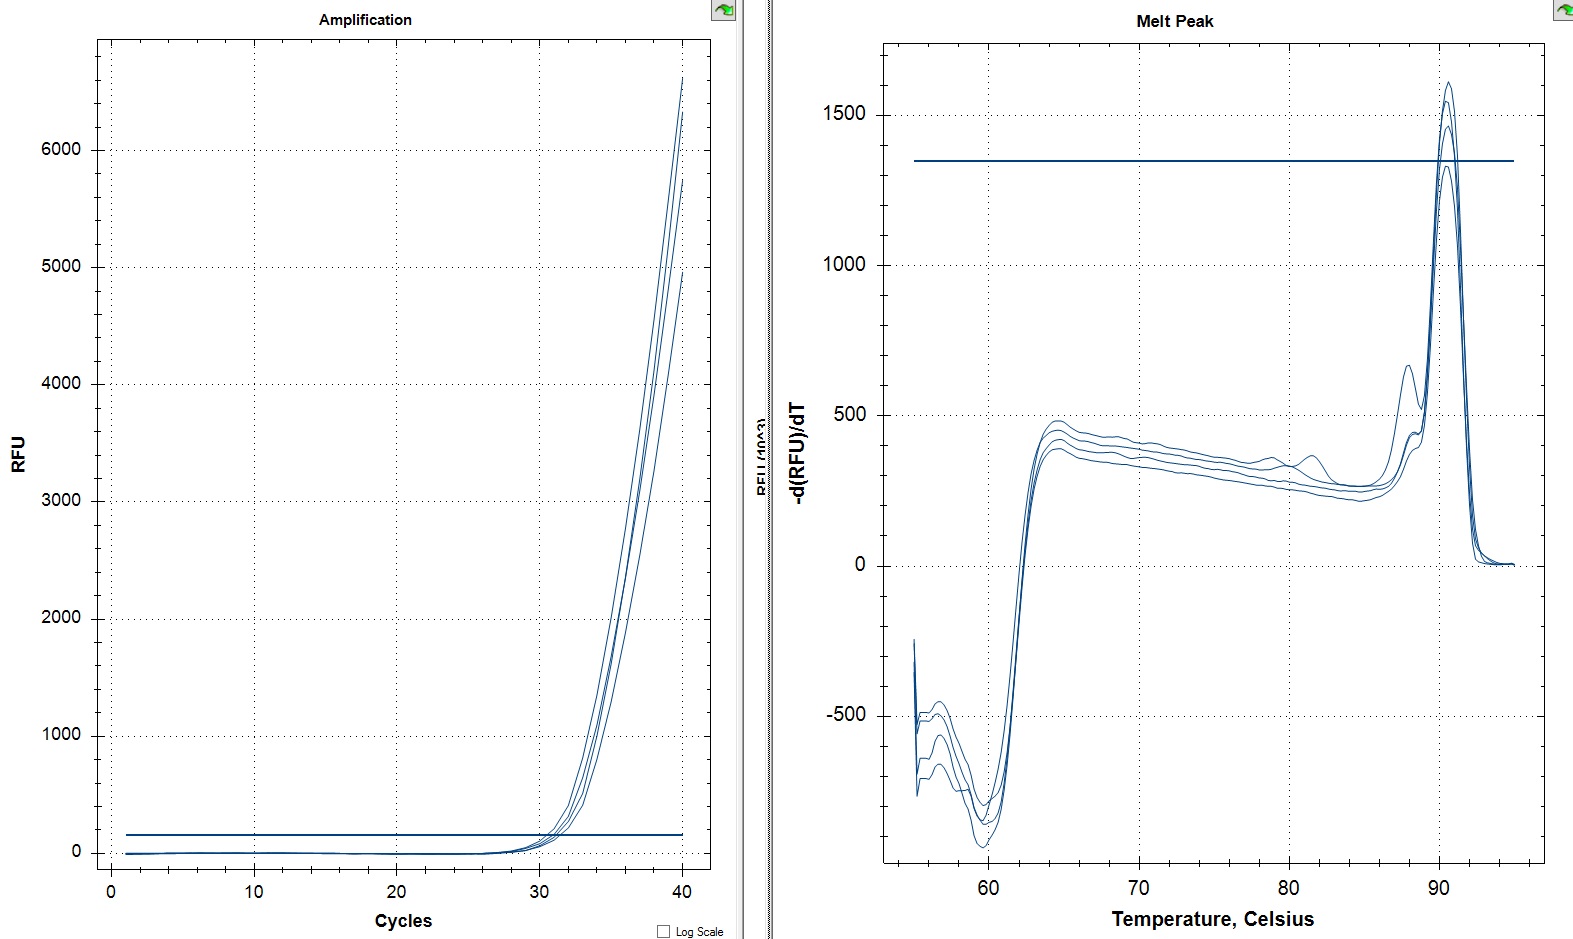 Amplification
6000
5000
4000
3000
2000
1000
0
RFU
0 10 20 30 40
Cycles
Log Scale
Melt Peak
1500
1000
500
0
-500
-d(RFU)/dT
60 70 80 90
Temperature, Celsius